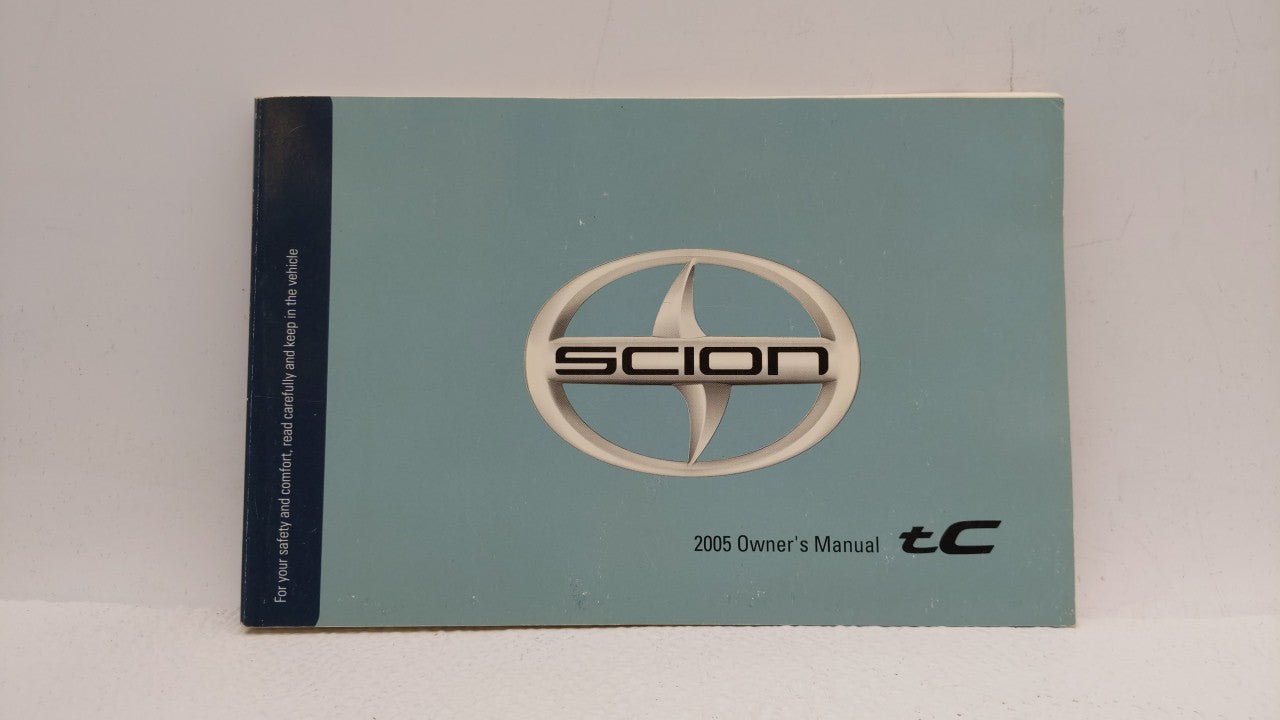 For your safety and comfort, read carefully and keep in the vehicle
SCION
2005 Owner's Manual tC